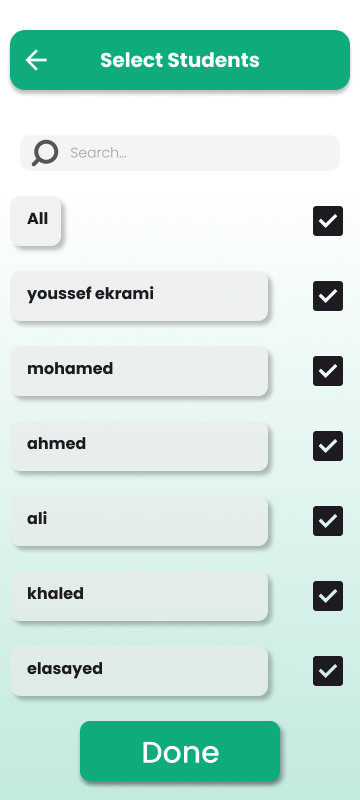 Select Students
Search...
All
youssef ekrami
mohamed
ahmed
ali
khaled
elasayed
Done